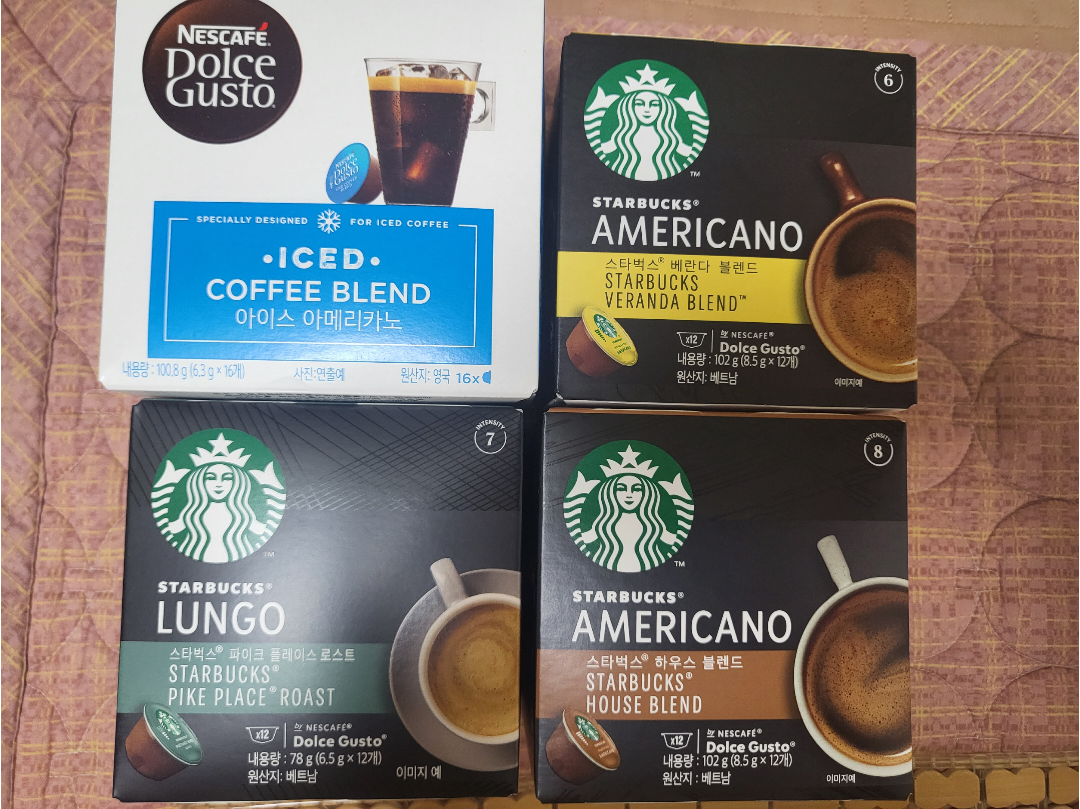 NESCAFÉ
Dolce
Gusto
NESCAFÉ
Dolce
Gusto
SPECIALLY DESIGNED FOR ICED COFFEE
•ICED•
COFFEE BLEND
아이스 아메리카노
내용량 : 100.8 g (6.3 g × 16개) 사진:연출예 원산지: 영국 16x
INTENSITY
6
TM
STARBUCKS®
AMERICANO
스타벅스® 베란다 블렌드
STARBUCKS
VERANDA BLEND™
x12 by NESCAFÉ®
Dolce Gusto®
내용량 : 102 g (8.5 g × 12개)
원산지: 베트남 이미지예
INTENSITY
7
TM
STARBUCKS®
LUNGO
스타벅스® 파이크 플레이스 로스트
STARBUCKS®
PIKE PLACE® ROAST
x12 by NESCAFÉ®
Dolce Gusto®
내용량 : 78 g (6.5 g × 12개)
원산지: 베트남 이미지 예
INTENSITY
8
TM
STARBUCKS®
AMERICANO
스타벅스® 하우스 블렌드
STARBUCKS®
HOUSE BLEND
x12 by NESCAFÉ®
Dolce Gusto®
내용량 : 102 g (8.5 g × 12개)
원산지 : 베트남 이미지예